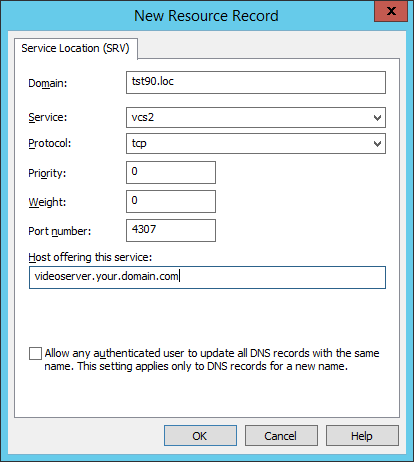 New Resource Record
x
Service Location (SRV)
Domain: tst90.loc
Service: vcs2
Protocol: tcp
Priority: 0
Weight: 0
Port number: 4307
Host offering this service:
videoserver.your.domain.com
Allow any authenticated user to update all DNS records with the same
name. This setting applies only to DNS records for a new name.
OK Cancel Help